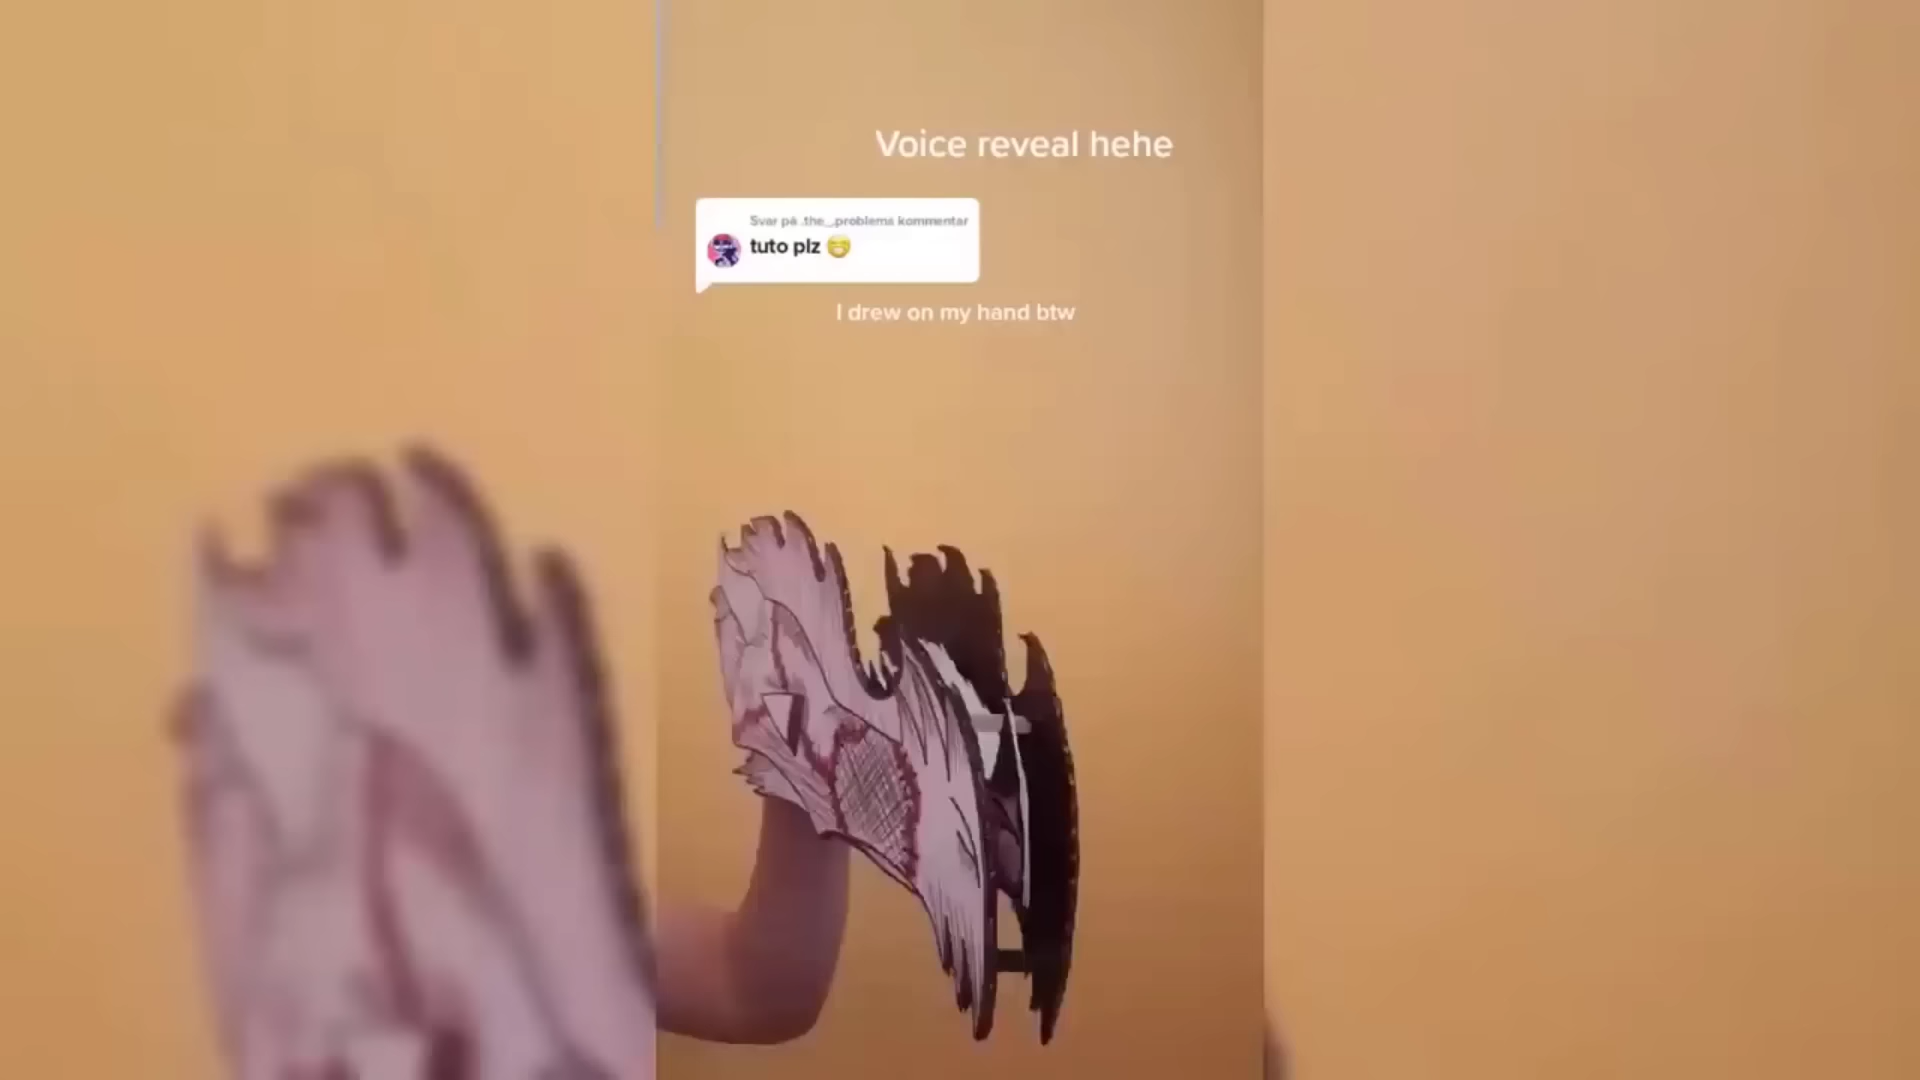 Voice reveal hehe
Svar på .the_.problems kommentar
tuto plz 😁
I drew on my hand btw